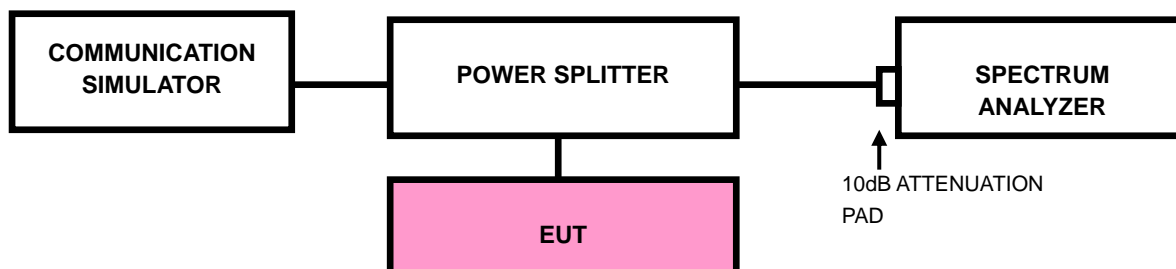 COMMUNICATION
SIMULATOR
POWER SPLITTER
SPECTRUM
ANALYZER
10dB ATTENUATION
PAD
EUT